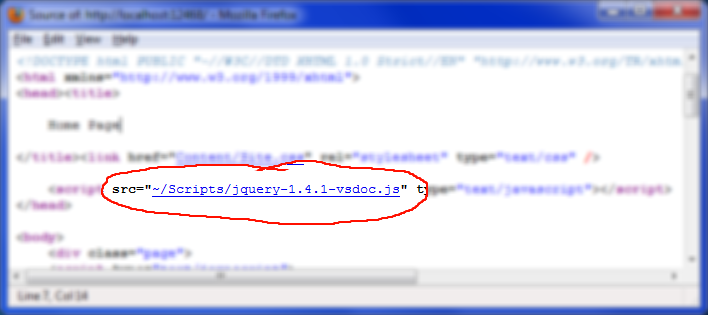 Source of: http://localhost:12468/ - Mozilla Firefox
File Edit View Help
<!DOCTYPE html PUBLIC "-//W3C//DTD XHTML 1.0 Strict//EN" "http://www.w3.org/TR/xhtml
<html xmlns="http://www.w3.org/1999/xhtml">
<head><title>
Home Page
</title><link href="Content/Site.css" rel="stylesheet" type="text/css" />
<script src="~/Scripts/jquery-1.4.1-vsdoc.js" type="text/javascript"></script>
</head>
<body>
<div class="page">
Line 7, Col 14